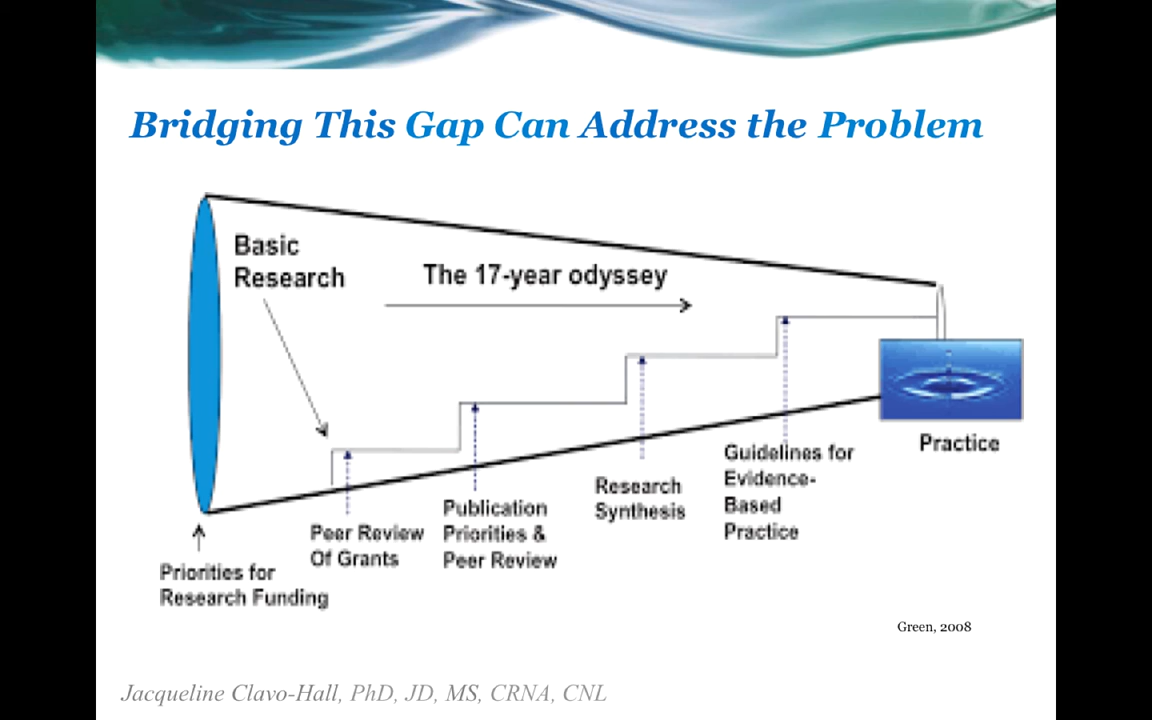 Bridging This Gap Can Address the Problem
Basic
Research
The 17-year odyssey
Practice
Guidelines for
Evidence-
Based
Practice
Research
Synthesis
Publication
Priorities &
Peer Review
Peer Review
Of Grants
Priorities for
Research Funding
Green, 2008
Jacqueline Clavo-Hall, PhD, JD, MS, CRNA, CNL